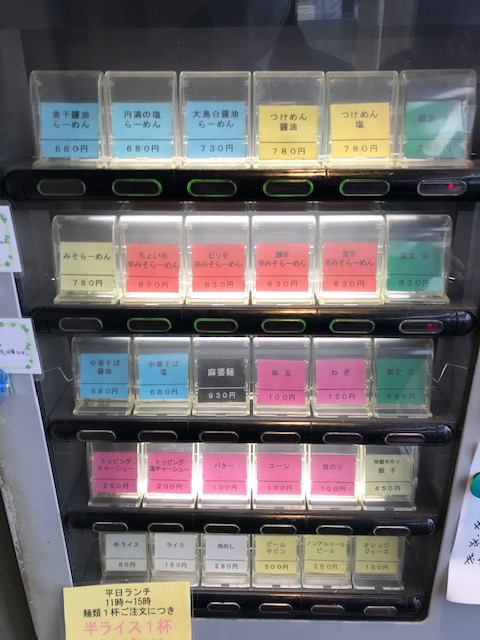 煮干醤油
らーめん
680円
円満の塩
らーめん
680円
大島白醤油
らーめん
730円
つけめん
醤油
780円
つけめん
塩
780円
限定
780円
みそらーめん
780円
ちょい辛
辛みそらーめん
830円
ピリ辛
辛みそらーめん
830円
激辛
辛みそらーめん
830円
鬼辛
辛みそらーめん
830円
限定 B
830円
中華そば
醤油
680円
中華そば
塩
680円
麻婆麺
930円
味玉
100円
ねぎ
150円
限定 C
880円
トッピング
チャーシュー
250円
トッピング
鶏チャーシュー
200円
バター
100円
コーン
100円
岩のり
100円
特製手作り
餃子
450円
半ライス
80円
ライス
150円
肉めし
280円
ビール
中ビン
500円
ノンアルコール
ビール
250円
オレンジ
ジュース
150円
平日ランチ
11時～15時
麺類1杯ご注文につき
半ライス1杯